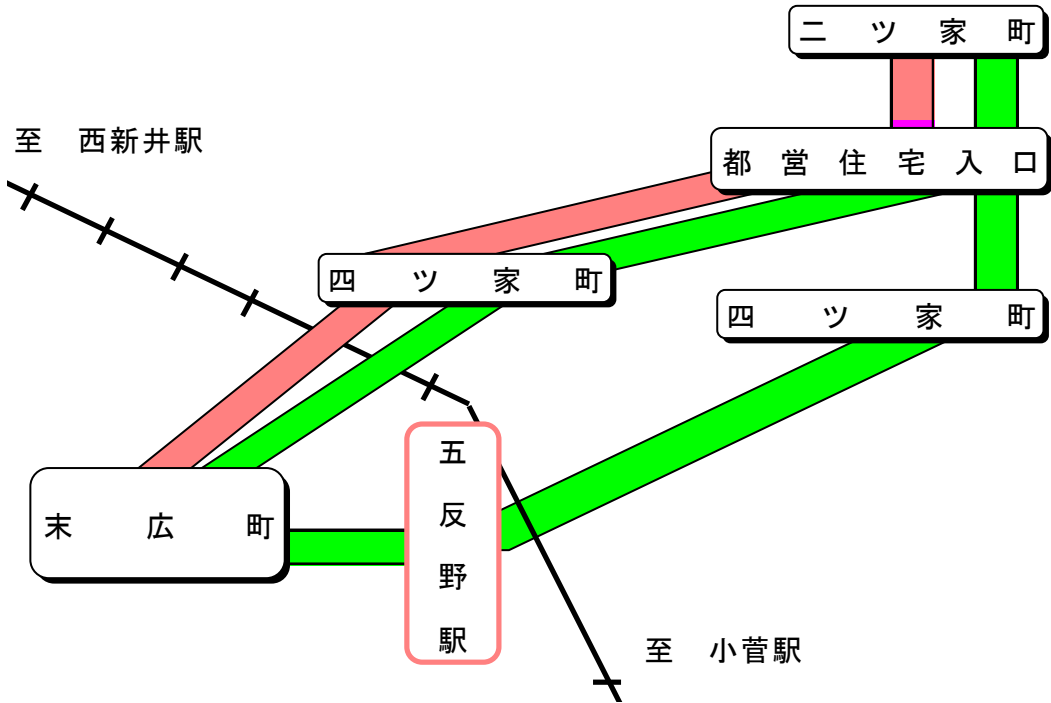 二ツ家町
至　西新井駅
都営住宅入口
四ツ家町
四ツ家町
五反野駅
末広町
至　小菅駅